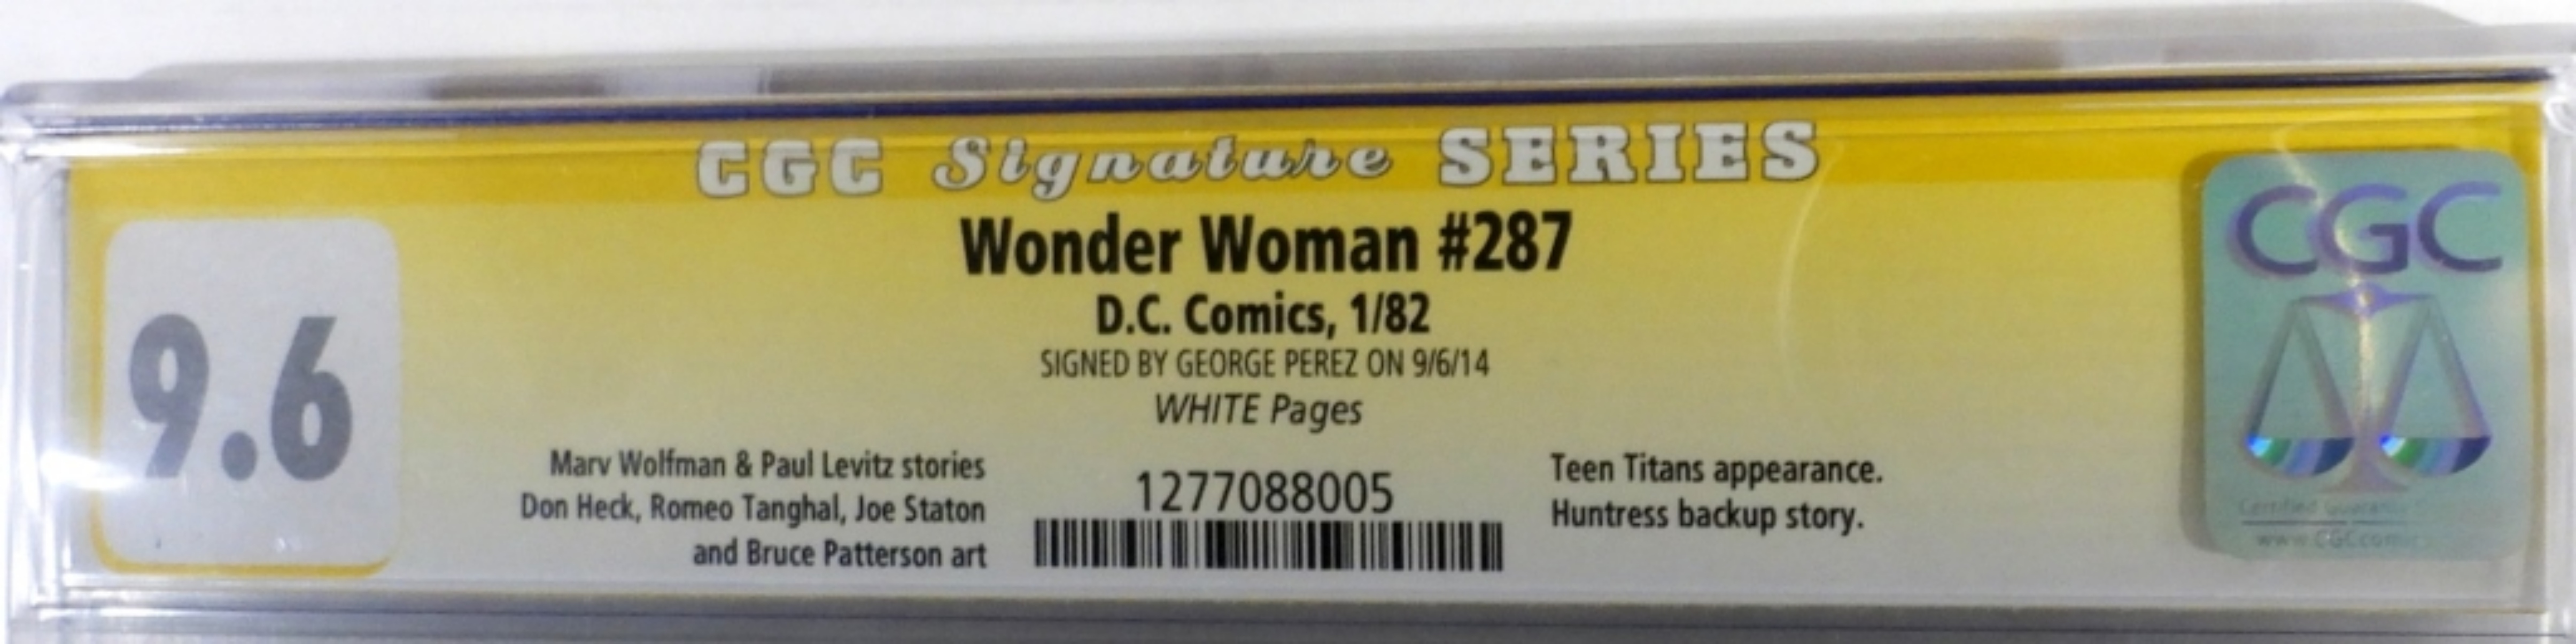 CGC Signature SERIES
Wonder Woman #287
D.C. Comics, 1/82
SIGNED BY GEORGE PEREZ ON 9/6/14
WHITE Pages
9.6
Marv Wolfman & Paul Levitz stories
Don Heck, Romeo Tanghal, Joe Staton
and Bruce Patterson art
1277088005
Teen Titans appearance.
Huntress backup story.
CGC
Certified